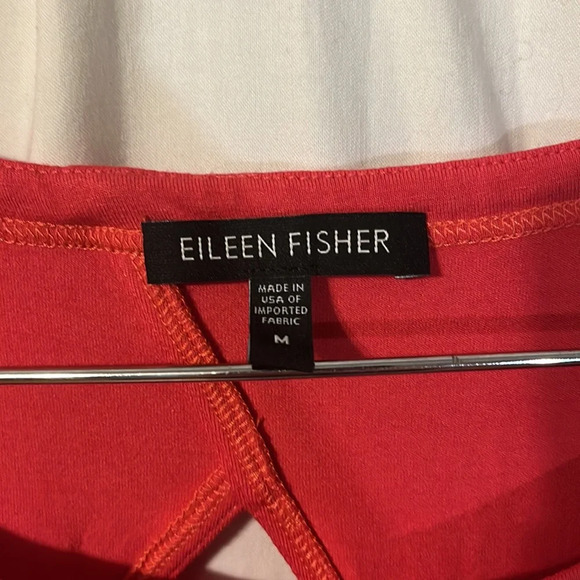 EILEEN FISHER
MADE IN
USA OF
IMPORTED
FABRIC
M